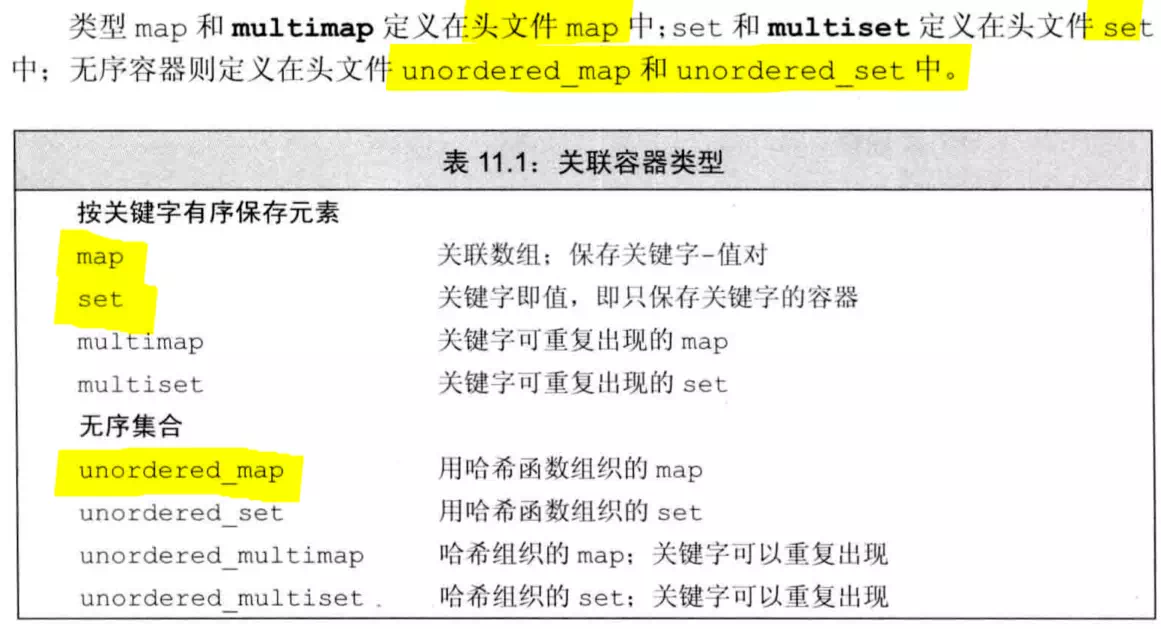 类型 map 和 multimap 定义在头文件 map 中;set 和 multiset 定义在头文件 set
中；无序容器则定义在头文件 unordered_map 和 unordered_set 中。
表 11.1：关联容器类型
按关键字有序保存元素
map 关联数组；保存关键字-值对
set 关键字即值，即只保存关键字的容器
multimap 关键字可重复出现的 map
multiset 关键字可重复出现的 set
无序集合
unordered_map 用哈希函数组织的 map
unordered_set 用哈希函数组织的 set
unordered_multimap 哈希组织的 map；关键字可以重复出现
unordered_multiset 哈希组织的 set；关键字可以重复出现